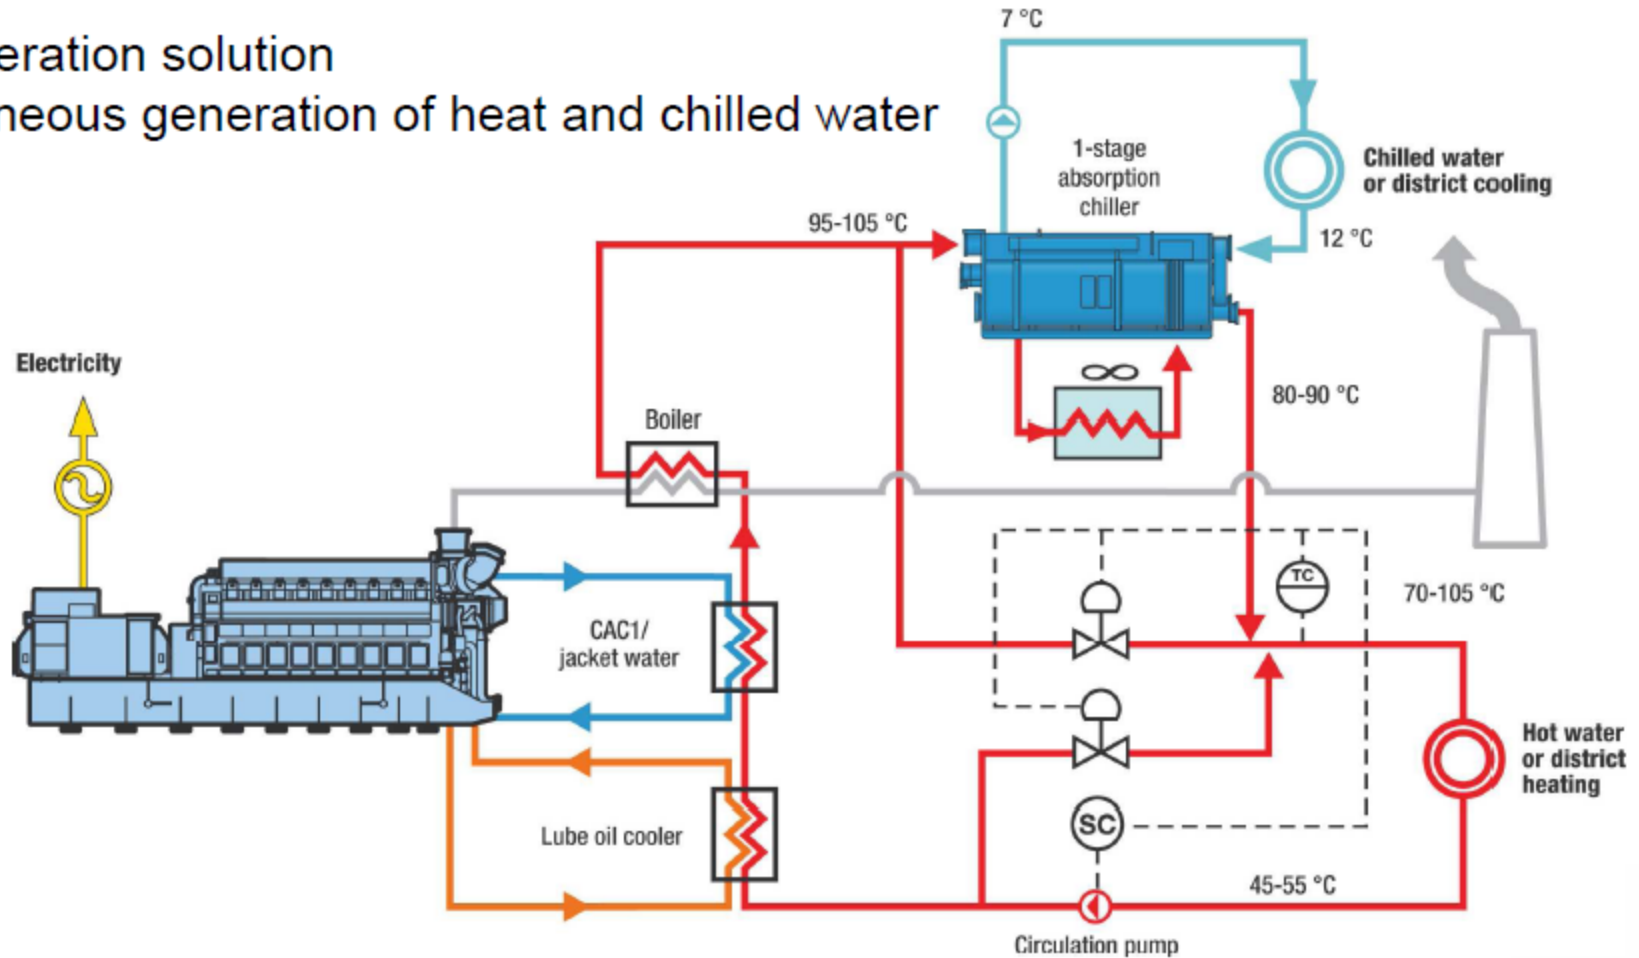 eration solution
neous generation of heat and chilled water
7 °C
1-stage
absorption
chiller
Chilled water
or district cooling
95-105 °C
12 °C
Electricity
Boiler
80-90 °C
TC
70-105 °C
CAC1/
jacket water
Hot water
or district
heating
Lube oil cooler
SC
45-55 °C
Circulation pump